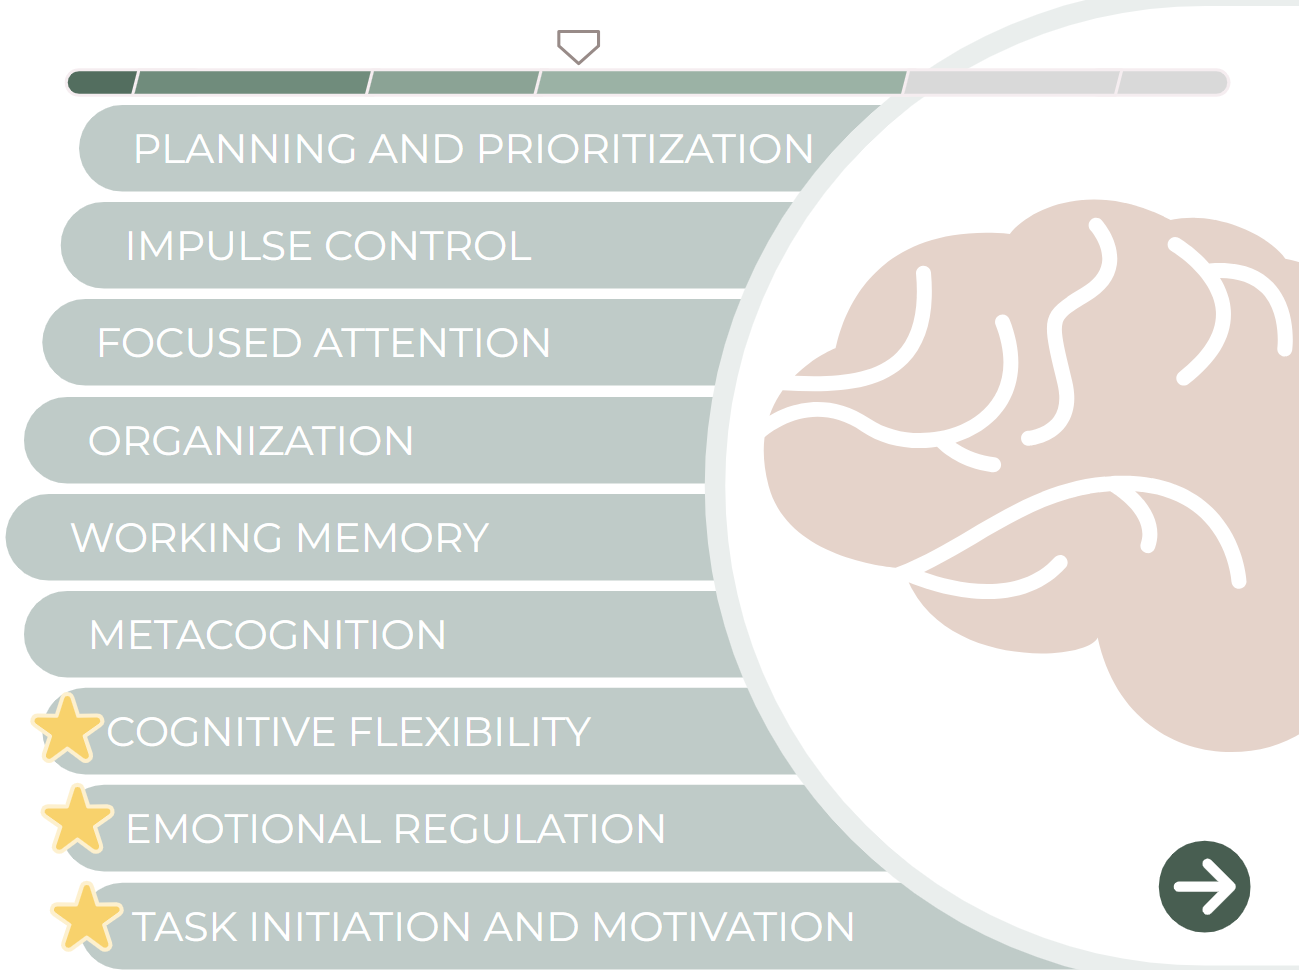 PLANNING AND PRIORITIZATION
IMPULSE CONTROL
FOCUSED ATTENTION
ORGANIZATION
WORKING MEMORY
METACOGNITION
COGNITIVE FLEXIBILITY
EMOTIONAL REGULATION
TASK INITIATION AND MOTIVATION